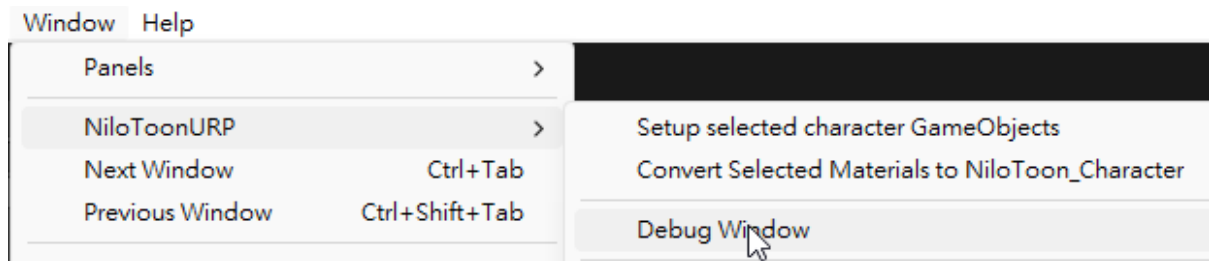 Window Help
Panels
NiloToonURP
Setup selected character GameObjects
Next Window Ctrl+Tab
Convert Selected Materials to NiloToon_Character
Previous Window Ctrl+Shift+Tab
Debug Window